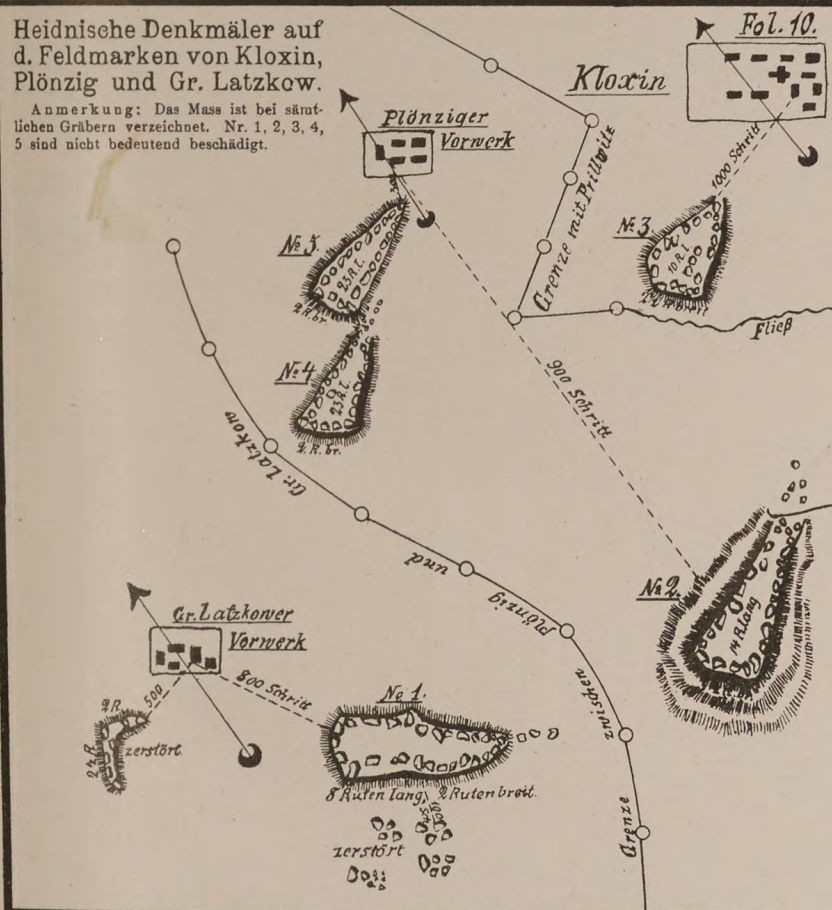 Heidnische Denkmäler auf
d. Feldmarken von Kloxin,
Plönzig und Gr. Latzkow.
Anmerkung: Das Mass ist bei sämt-
lichen Gräbern verzeichnet. Nr. 1, 2, 3, 4,
5 sind nicht bedeutend beschädigt.
Fol. 10.
Kloxin
Plönziger
Vorwerk
1000 Schritt
Grenze mit Prillwitz
No 3.
10 R. l.
Fließ
No 5.
23 R. l.
2 R. br.
No 4
23 R. l.
2 R. br.
900 Schritt
No 2.
14 R lang
Grenze
zwischen
Plönzig
und
Gr. Latzkow
Gr. Latzkower
Vorwerk
500
2 R.
2½ R.
zerstört
800 Schritt
No 1.
8 Ruten lang, 2 Ruten breit.
zerstört